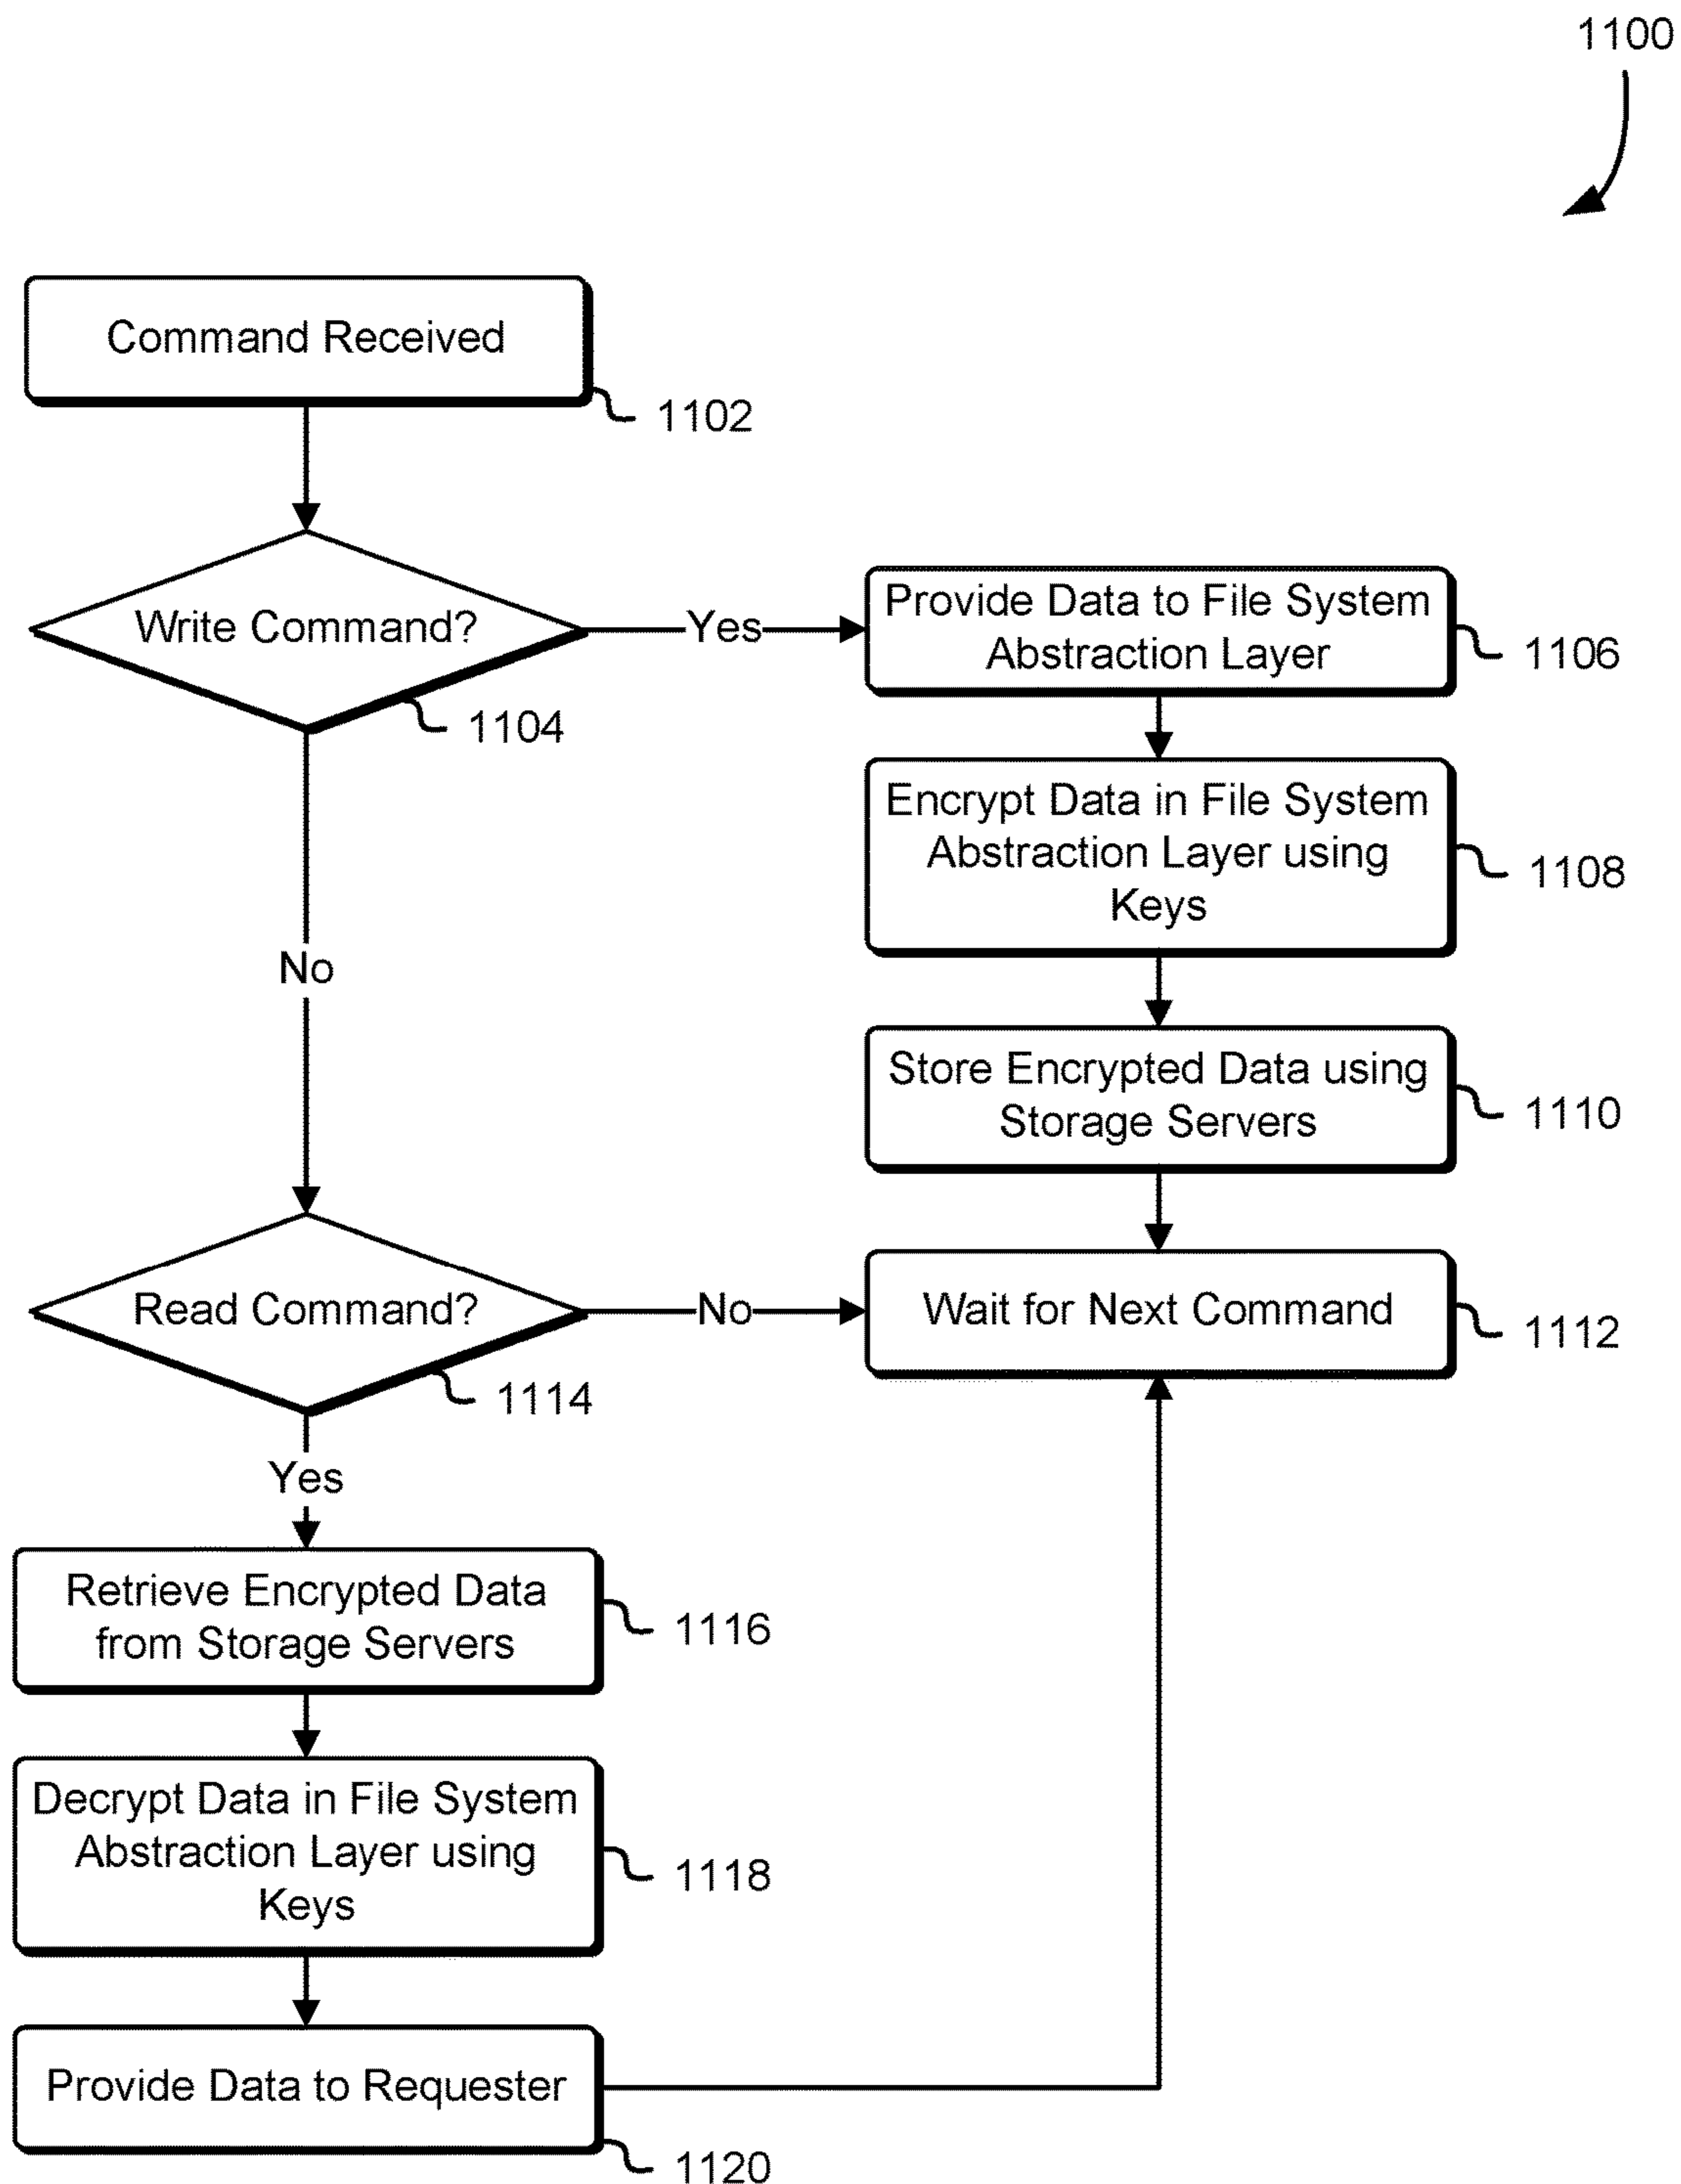 1100
Command Received
1102
Write Command?
Yes
1104
Provide Data to File System
Abstraction Layer
1106
Encrypt Data in File System
Abstraction Layer using
Keys
1108
No
Store Encrypted Data using
Storage Servers
1110
Read Command?
No
1114
Wait for Next Command
1112
Yes
Retrieve Encrypted Data
from Storage Servers
1116
Decrypt Data in File System
Abstraction Layer using
Keys
1118
Provide Data to Requester
1120